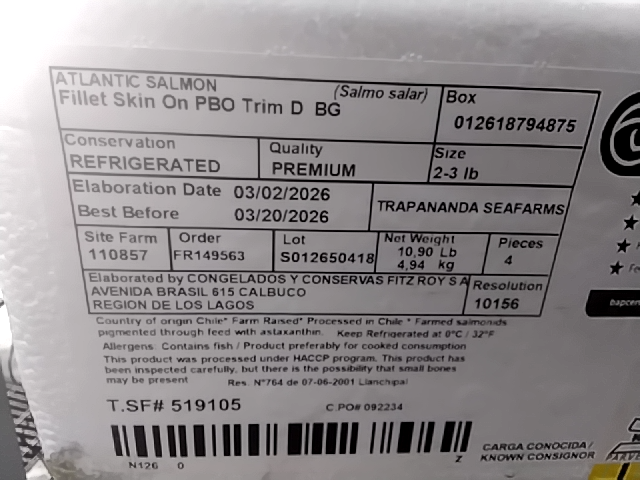 ATLANTIC SALMON
(Salmo salar)
Fillet Skin On PBO Trim D BG
Box
012618794875
Conservation
REFRIGERATED
Quality
PREMIUM
Size
2-3 lb
Elaboration Date 03/02/2026
Best Before 03/20/2026
TRAPANANDA SEAFARMS
Site Farm
110857
Order
FR149563
Lot
S012650418
Net Weight
10,90 Lb
4,94 kg
Pieces
4
Elaborated by CONGELADOS Y CONSERVAS FITZ ROY S A
AVENIDA BRASIL 615 CALBUCO
REGION DE LOS LAGOS
Resolution
10156
Country of origin Chile* Farm Raised* Processed in Chile * Farmed salmonids
pigmented through feed with astaxanthin. Keep Refrigerated at 0°C / 32°F
Allergens: Contains fish / Product preferably for cooked consumption
This product was processed under HACCP program. This product has
been inspected carefully, but there is the possibility that small bones
may be present Res. N°764 de 07-06-2001 Llanchipal
T.SF# 519105
C.PO# 092234
N126 0
Z
CARGA CONOCIDA/
KNOWN CONSIGNOR